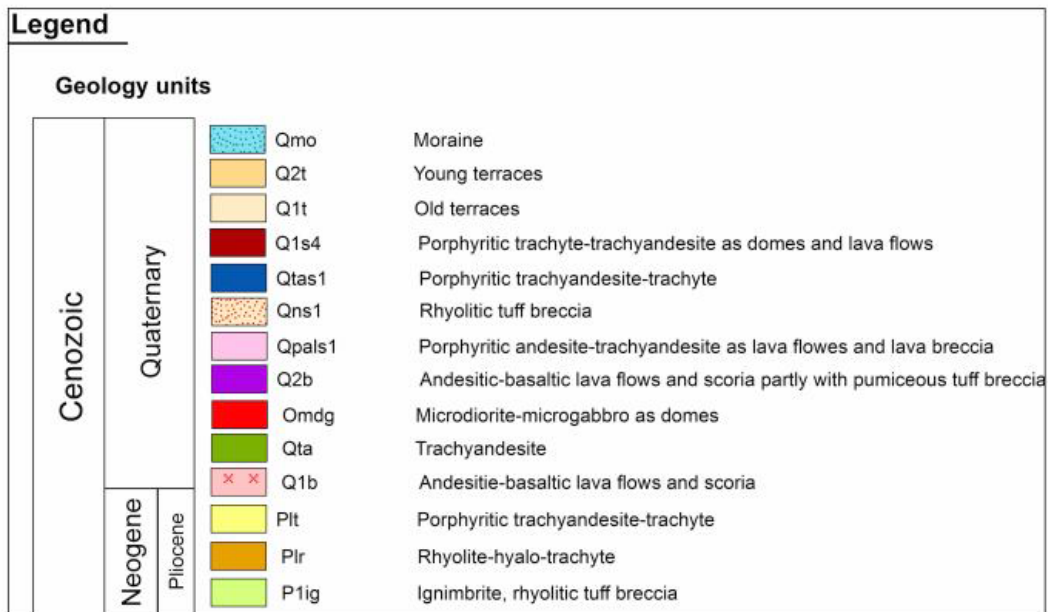 Legend
Geology units
Cenozoic
Quaternary
Neogene
Pliocene
Qmo Moraine
Q2t Young terraces
Q1t Old terraces
Q1s4 Porphyritic trachyte-trachyandesite as domes and lava flows
Qtas1 Porphyritic trachyandesite-trachyte
Qns1 Rhyolitic tuff breccia
Qpals1 Porphyritic andesite-trachyandesite as lava flowes and lava breccia
Q2b Andesitic-basaltic lava flows and scoria partly with pumiceous tuff breccia
Omdg Microdiorite-microgabbro as domes
Qta Trachyandesite
Q1b Andesitie-basaltic lava flows and scoria
Plt Porphyritic trachyandesite-trachyte
Plr Rhyolite-hyalo-trachyte
P1ig Ignimbrite, rhyolitic tuff breccia